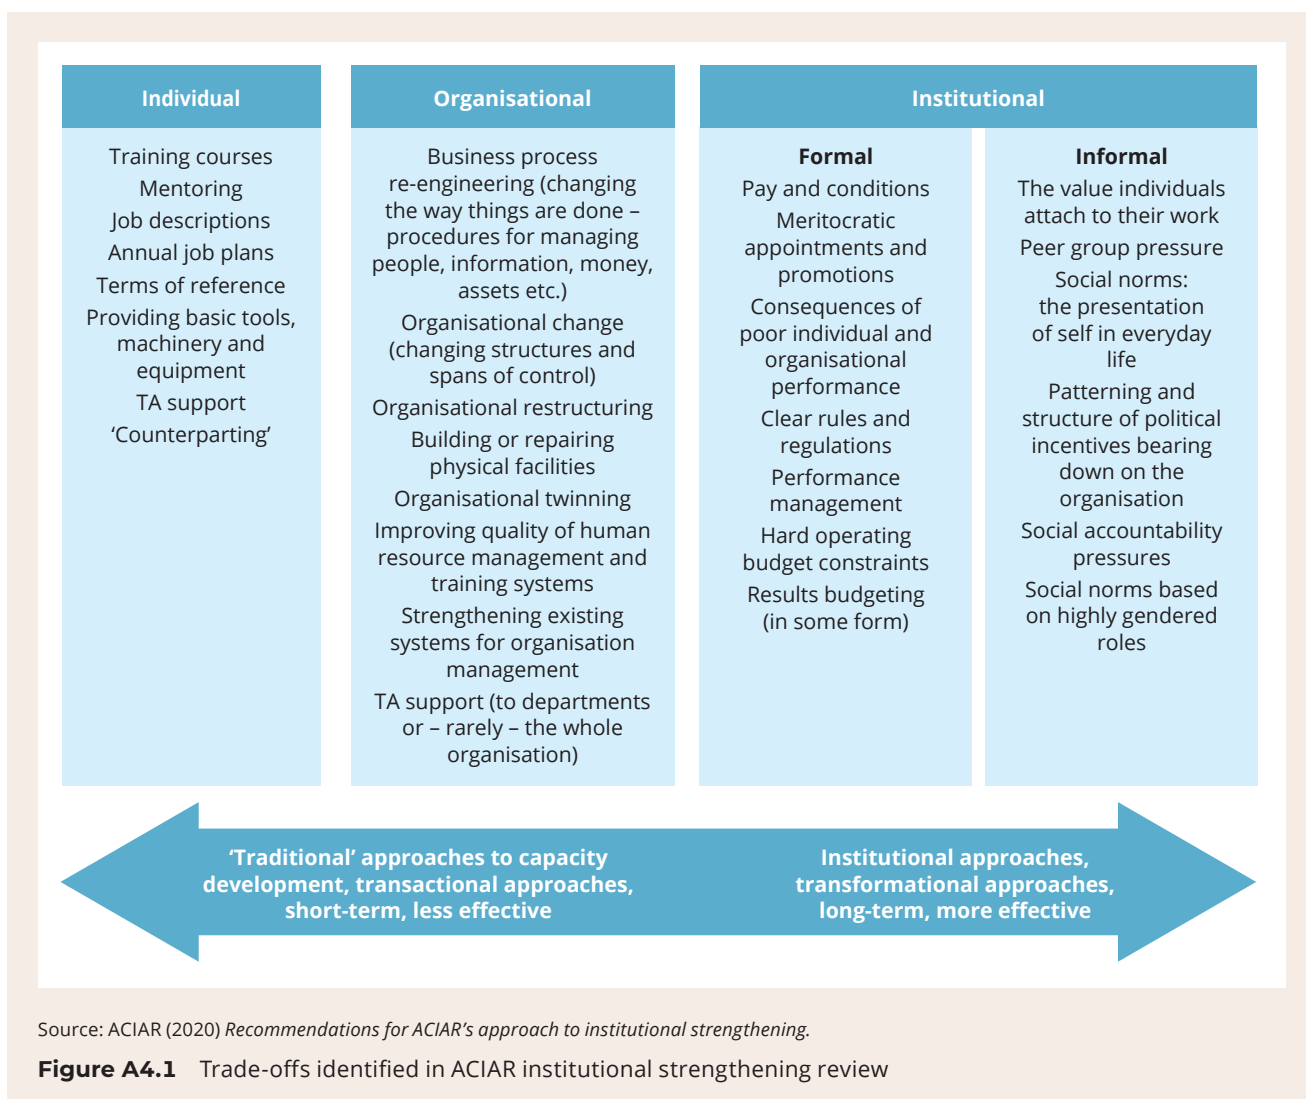 Individual
Training courses
Mentoring
Job descriptions
Annual job plans
Terms of reference
Providing basic tools,
machinery and
equipment
TA support
‘Counterparting’
Organisational
Business process
re-engineering (changing
the way things are done –
procedures for managing
people, information, money,
assets etc.)
Organisational change
(changing structures and
spans of control)
Organisational restructuring
Building or repairing
physical facilities
Organisational twinning
Improving quality of human
resource management and
training systems
Strengthening existing
systems for organisation
management
TA support (to departments
or – rarely – the whole
organisation)
Institutional
Formal
Pay and conditions
Meritocratic
appointments and
promotions
Consequences of
poor individual and
organisational
performance
Clear rules and
regulations
Performance
management
Hard operating
budget constraints
Results budgeting
(in some form)
Informal
The value individuals
attach to their work
Peer group pressure
Social norms:
the presentation
of self in everyday
life
Patterning and
structure of political
incentives bearing
down on the
organisation
Social accountability
pressures
Social norms based
on highly gendered
roles
‘Traditional’ approaches to capacity
development, transactional approaches,
short-term, less effective
Institutional approaches,
transformational approaches,
long-term, more effective
Source: ACIAR (2020) Recommendations for ACIAR’s approach to institutional strengthening.
Figure A4.1 Trade-offs identified in ACIAR institutional strengthening review